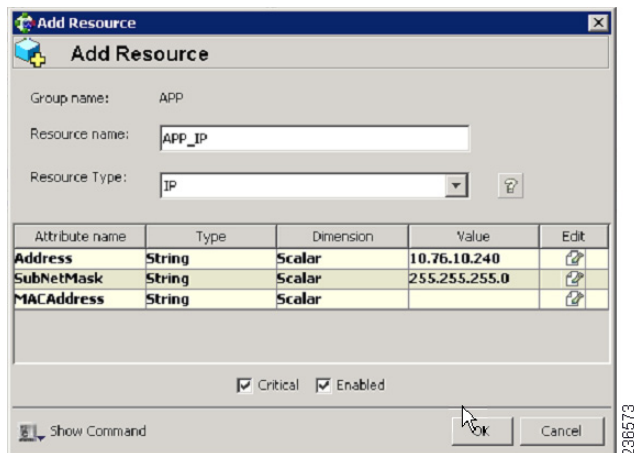 Add Resource
Add Resource
Group name: APP
Resource name: APP_IP
Resource Type: IP
Attribute name Type Dimension Value Edit
Address String Scalar 10.76.10.240
SubNetMask String Scalar 255.255.255.0
MACAddress String Scalar
Critical Enabled
Show Command OK Cancel
236573